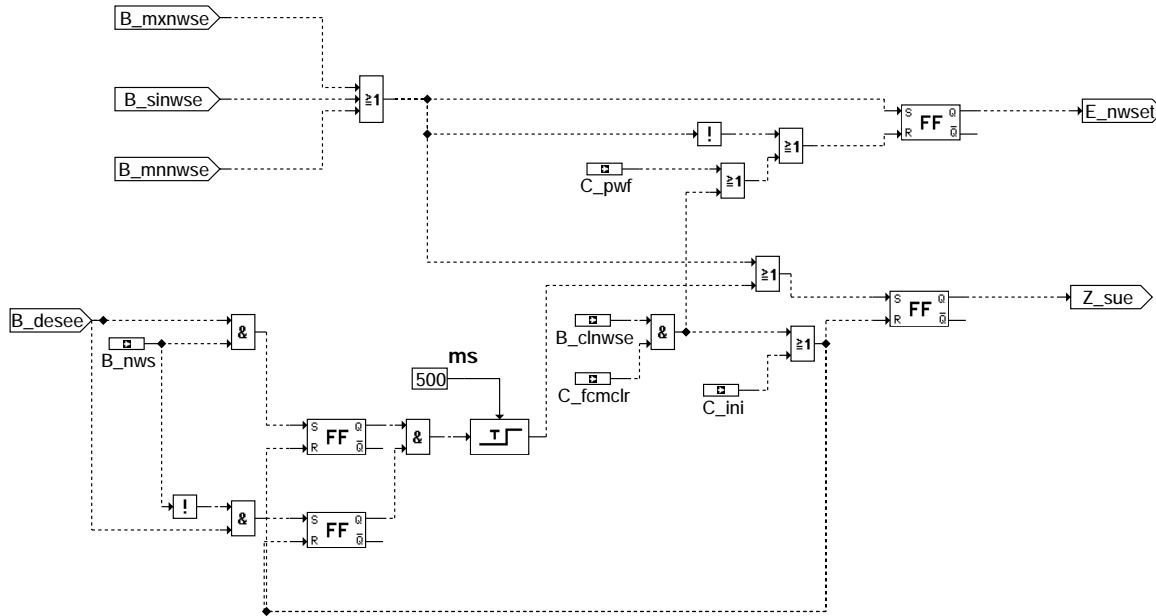 B_mxnwse
B_sinwse
≧1
S
Q
FF
R
Q̅
E_nwset
!
≧1
B_mnnwse
C_pwf
≧1
≧1
B_desee
B_nws
&
S
Q
FF
R
Q̅
Z_sue
B_clnwse
&
≧1
ms
500
C_fcmclr
C_ini
S
Q
FF
R
Q̅
&
T
!
&
S
Q
FF
R
Q̅